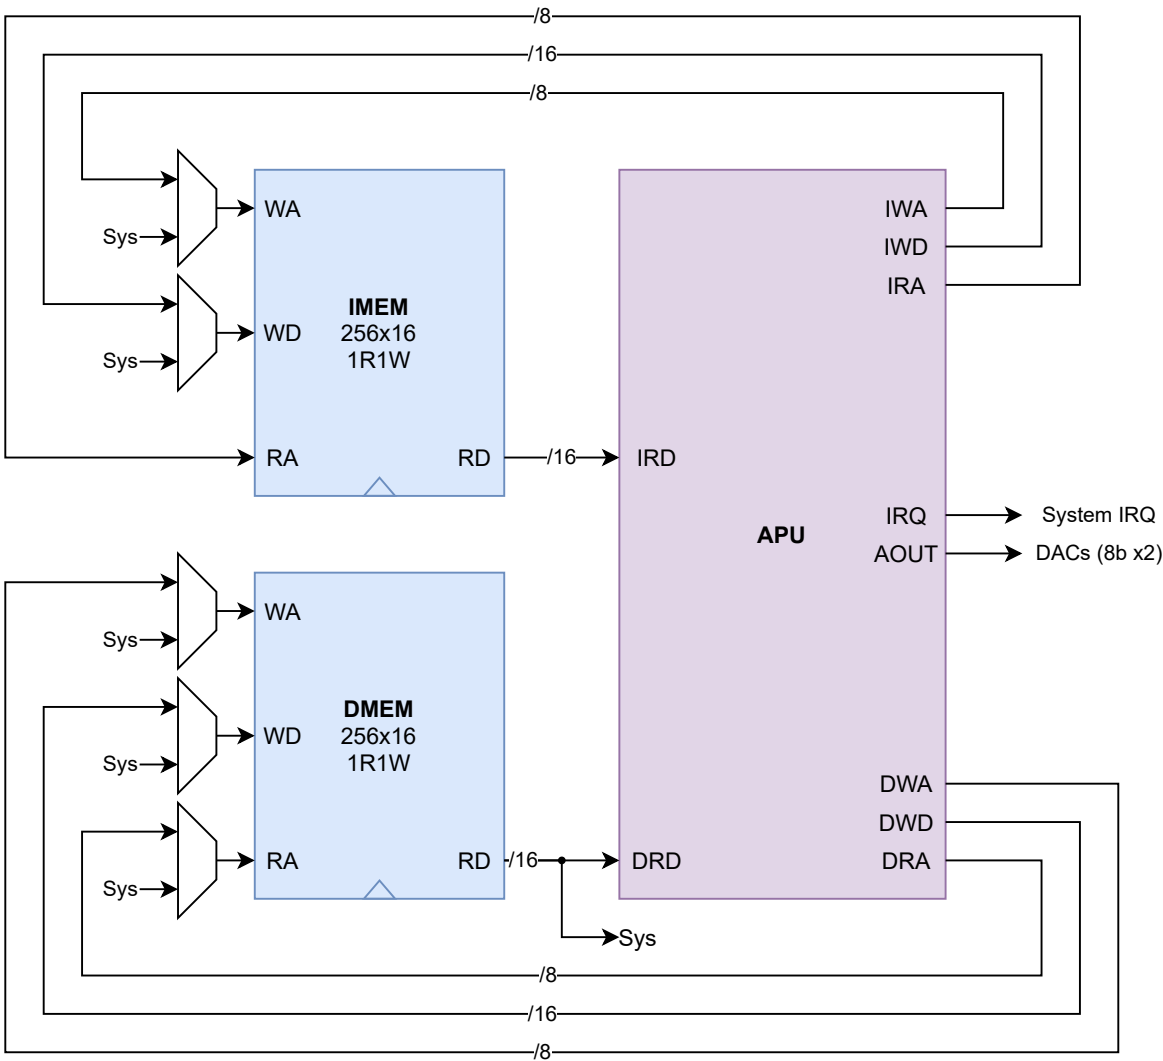 /8
/16
/8
WA
IWA
Sys
IWD
IRA
IMEM
WD
256x16
Sys
1R1W
RA
RD
/16
IRD
IRQ
System IRQ
APU
AOUT
DACs (8b x2)
WA
Sys
DMEM
WD
256x16
Sys
1R1W
DWA
DWD
RA
RD
/16
DRD
DRA
Sys
Sys
/8
/16
/8